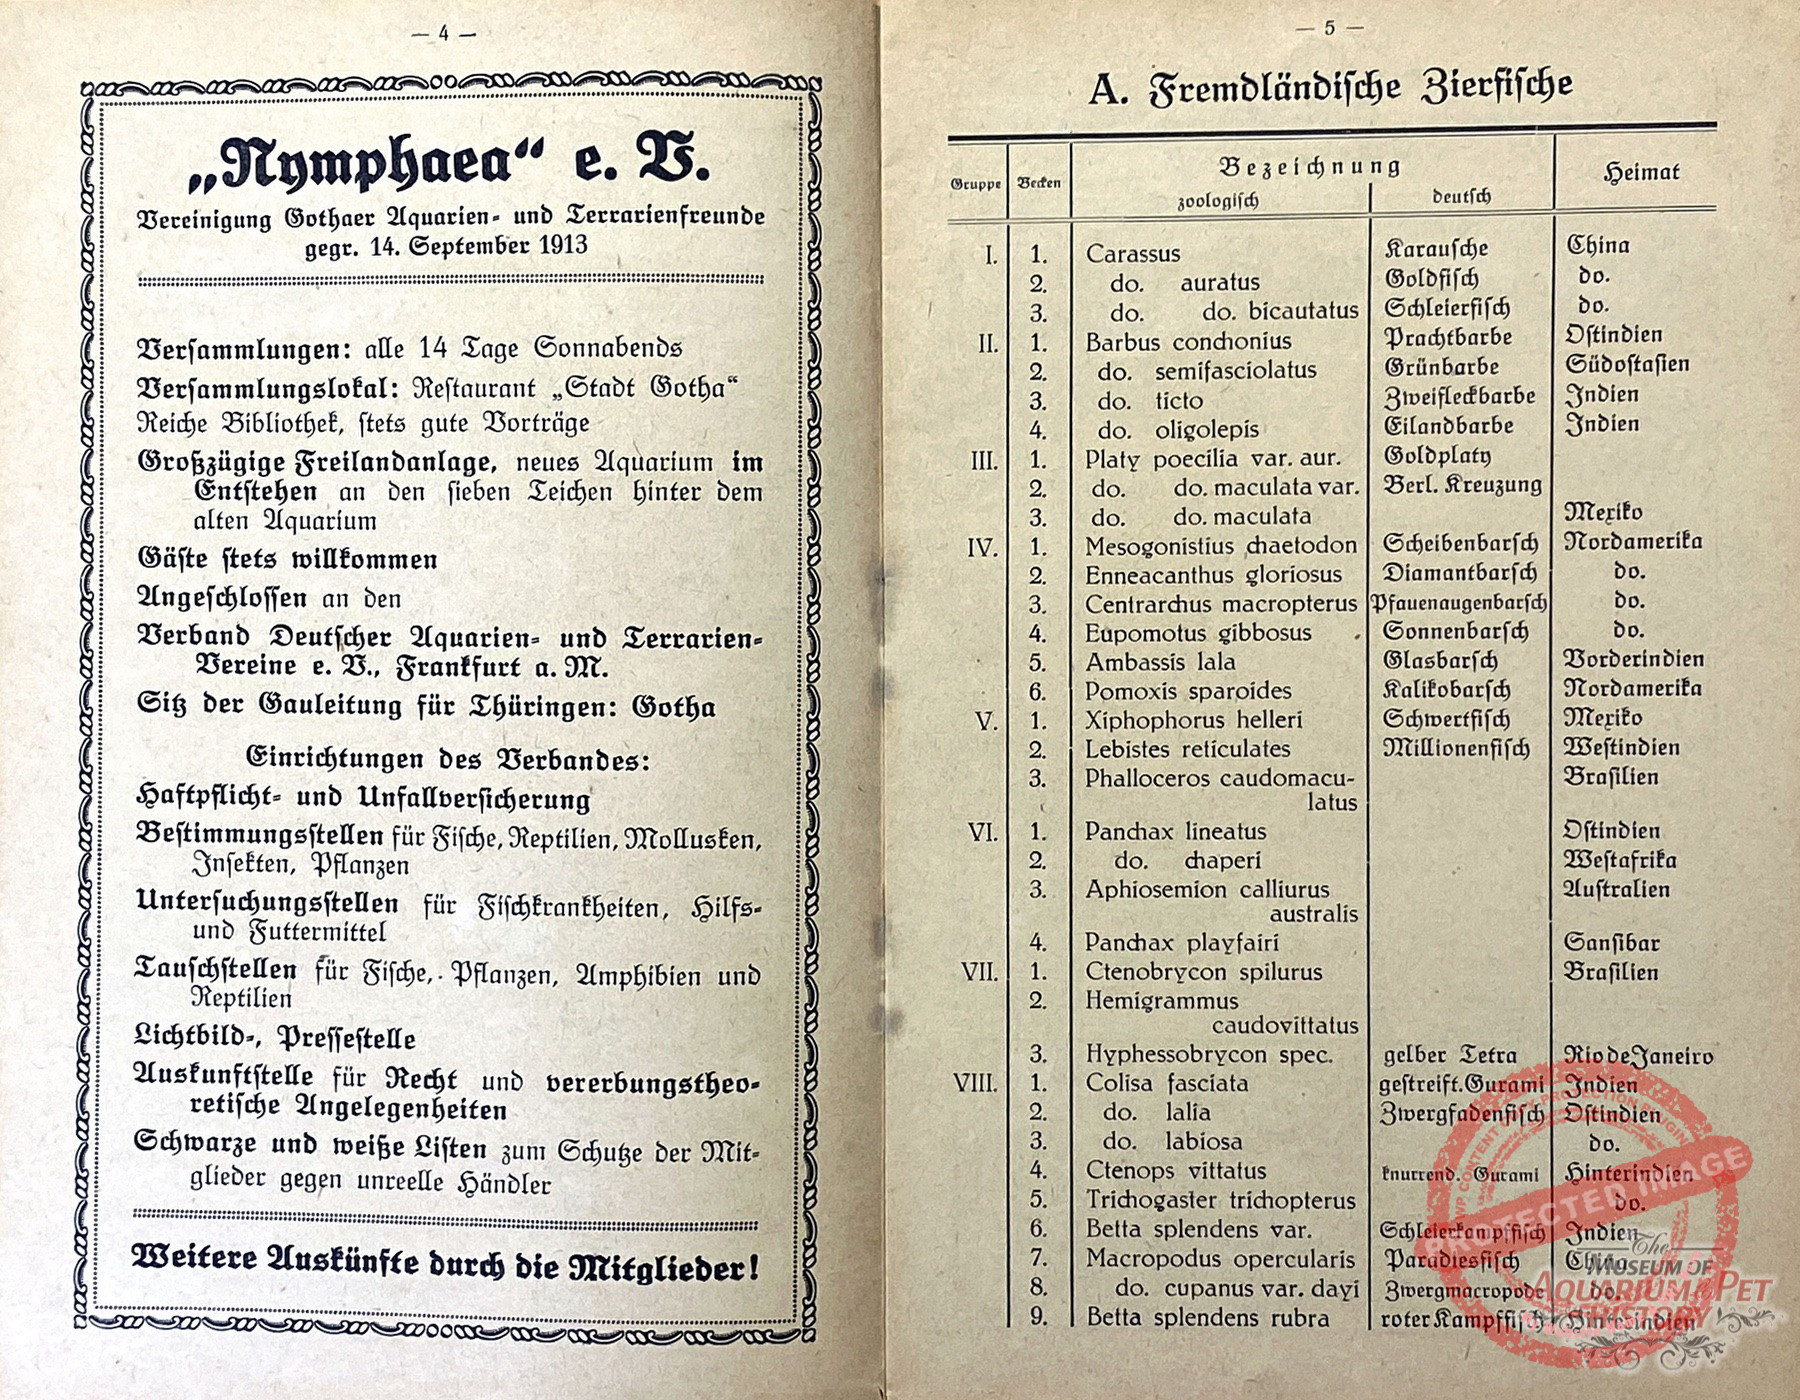 — 4 —
„Nymphaea“ e. V.
Vereinigung Gothaer Aquarien- und Terrarienfreunde
gegr. 14. September 1913
Versammlungen: alle 14 Tage Sonnabends
Versammlungslokal: Restaurant „Stadt Gotha“
Reiche Bibliothek, stets gute Vorträge
Großzügige Freilandanlage, neues Aquarium im
Entstehen an den sieben Teichen hinter dem
alten Aquarium
Gäste stets willkommen
Angeschlossen an den
Verband Deutscher Aquarien- und Terrarien-
Vereine e. V., Frankfurt a. M.
Sitz der Gauleitung für Thüringen: Gotha
Einrichtungen des Verbandes:
Haftpflicht- und Unfallversicherung
Bestimmungsstellen für Fische, Reptilien, Mollusken,
Insekten, Pflanzen
Untersuchungsstellen für Fischkrankheiten, Hilfs-
und Futtermittel
Tauschstellen für Fische, Pflanzen, Amphibien und
Reptilien
Lichtbild-, Pressestelle
Auskunftstelle für Recht und vererbungstheo-
retische Angelegenheiten
Schwarze und weiße Listen zum Schutze der Mit-
glieder gegen unreelle Händler
Weitere Auskünfte durch die Mitglieder!
— 5 —
A. Fremdländische Zierfische
Gruppe Becken Bezeichnung Heimat
zoologisch deutsch
I. 1. Carassus Karausche China
2. do. auratus Goldfisch do.
3. do. do. bicautatus Schleierfisch do.
II. 1. Barbus conchonius Prachtbarbe Ostindien
2. do. semifasciolatus Grünbarbe Südostasien
3. do. ticto Zweifleckbarbe Indien
4. do. oligolepis Eilandbarbe Indien
III. 1. Platy poecilia var. aur. Goldplaty
2. do. do. maculata var. Berl. Kreuzung
3. do. do. maculata Mexiko
IV. 1. Mesogonistius chaetodon Scheibenbarsch Nordamerika
2. Enneacanthus gloriosus Diamantbarsch do.
3. Centrarchus macropterus Pfauenaugenbarsch do.
4. Eupomotus gibbosus Sonnenbarsch do.
5. Ambassis lala Glasbarsch Vorderindien
6. Pomoxis sparoides Kalikobarsch Nordamerika
V. 1. Xiphophorus helleri Schwertfisch Mexiko
2. Lebistes reticulates Millionenfisch Westindien
3. Phalloceros caudomacu- Brasilien
latus
VI. 1. Panchax lineatus Ostindien
2. do. chaperi Westafrika
3. Aphiosemion calliurus Australien
australis
4. Panchax playfairi Sansibar
VII. 1. Ctenobrycon spilurus Brasilien
2. Hemigrammus
caudovittatus
3. Hyphessobrycon spec. gelber Tetra Rio de Janeiro
VIII. 1. Colisa fasciata gestreift. Gurami Indien
2. do. lalia Zwergfadenfisch Ostindien
3. do. labiosa do.
4. Ctenops vittatus knurrend. Gurami Hinterindien
5. Trichogaster trichopterus do.
6. Betta splendens var. Schleierkampffisch Indien
7. Macropodus opercularis Paradiesfisch China
8. do. cupanus var. dayi Zwergmacropode do.
9. Betta splendens rubra roter Kampffisch Hinterindien
PROTECTED IMAGE
The
MUSEUM OF
AQUARIUM & PET
HISTORY